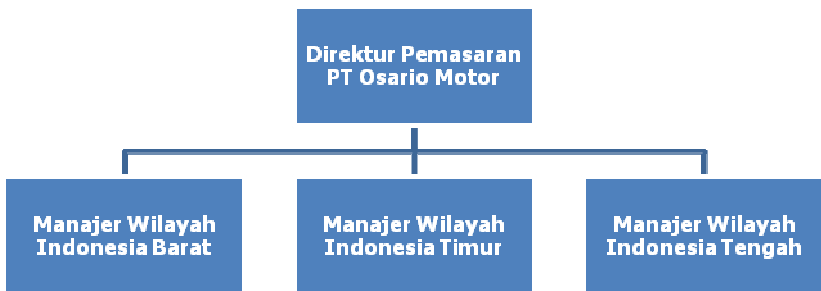 Direktur Pemasaran
PT Osario Motor
Manajer Wilayah
Indonesia Barat
Manajer Wilayah
Indonesia Timur
Manajer Wilayah
Indonesia Tengah